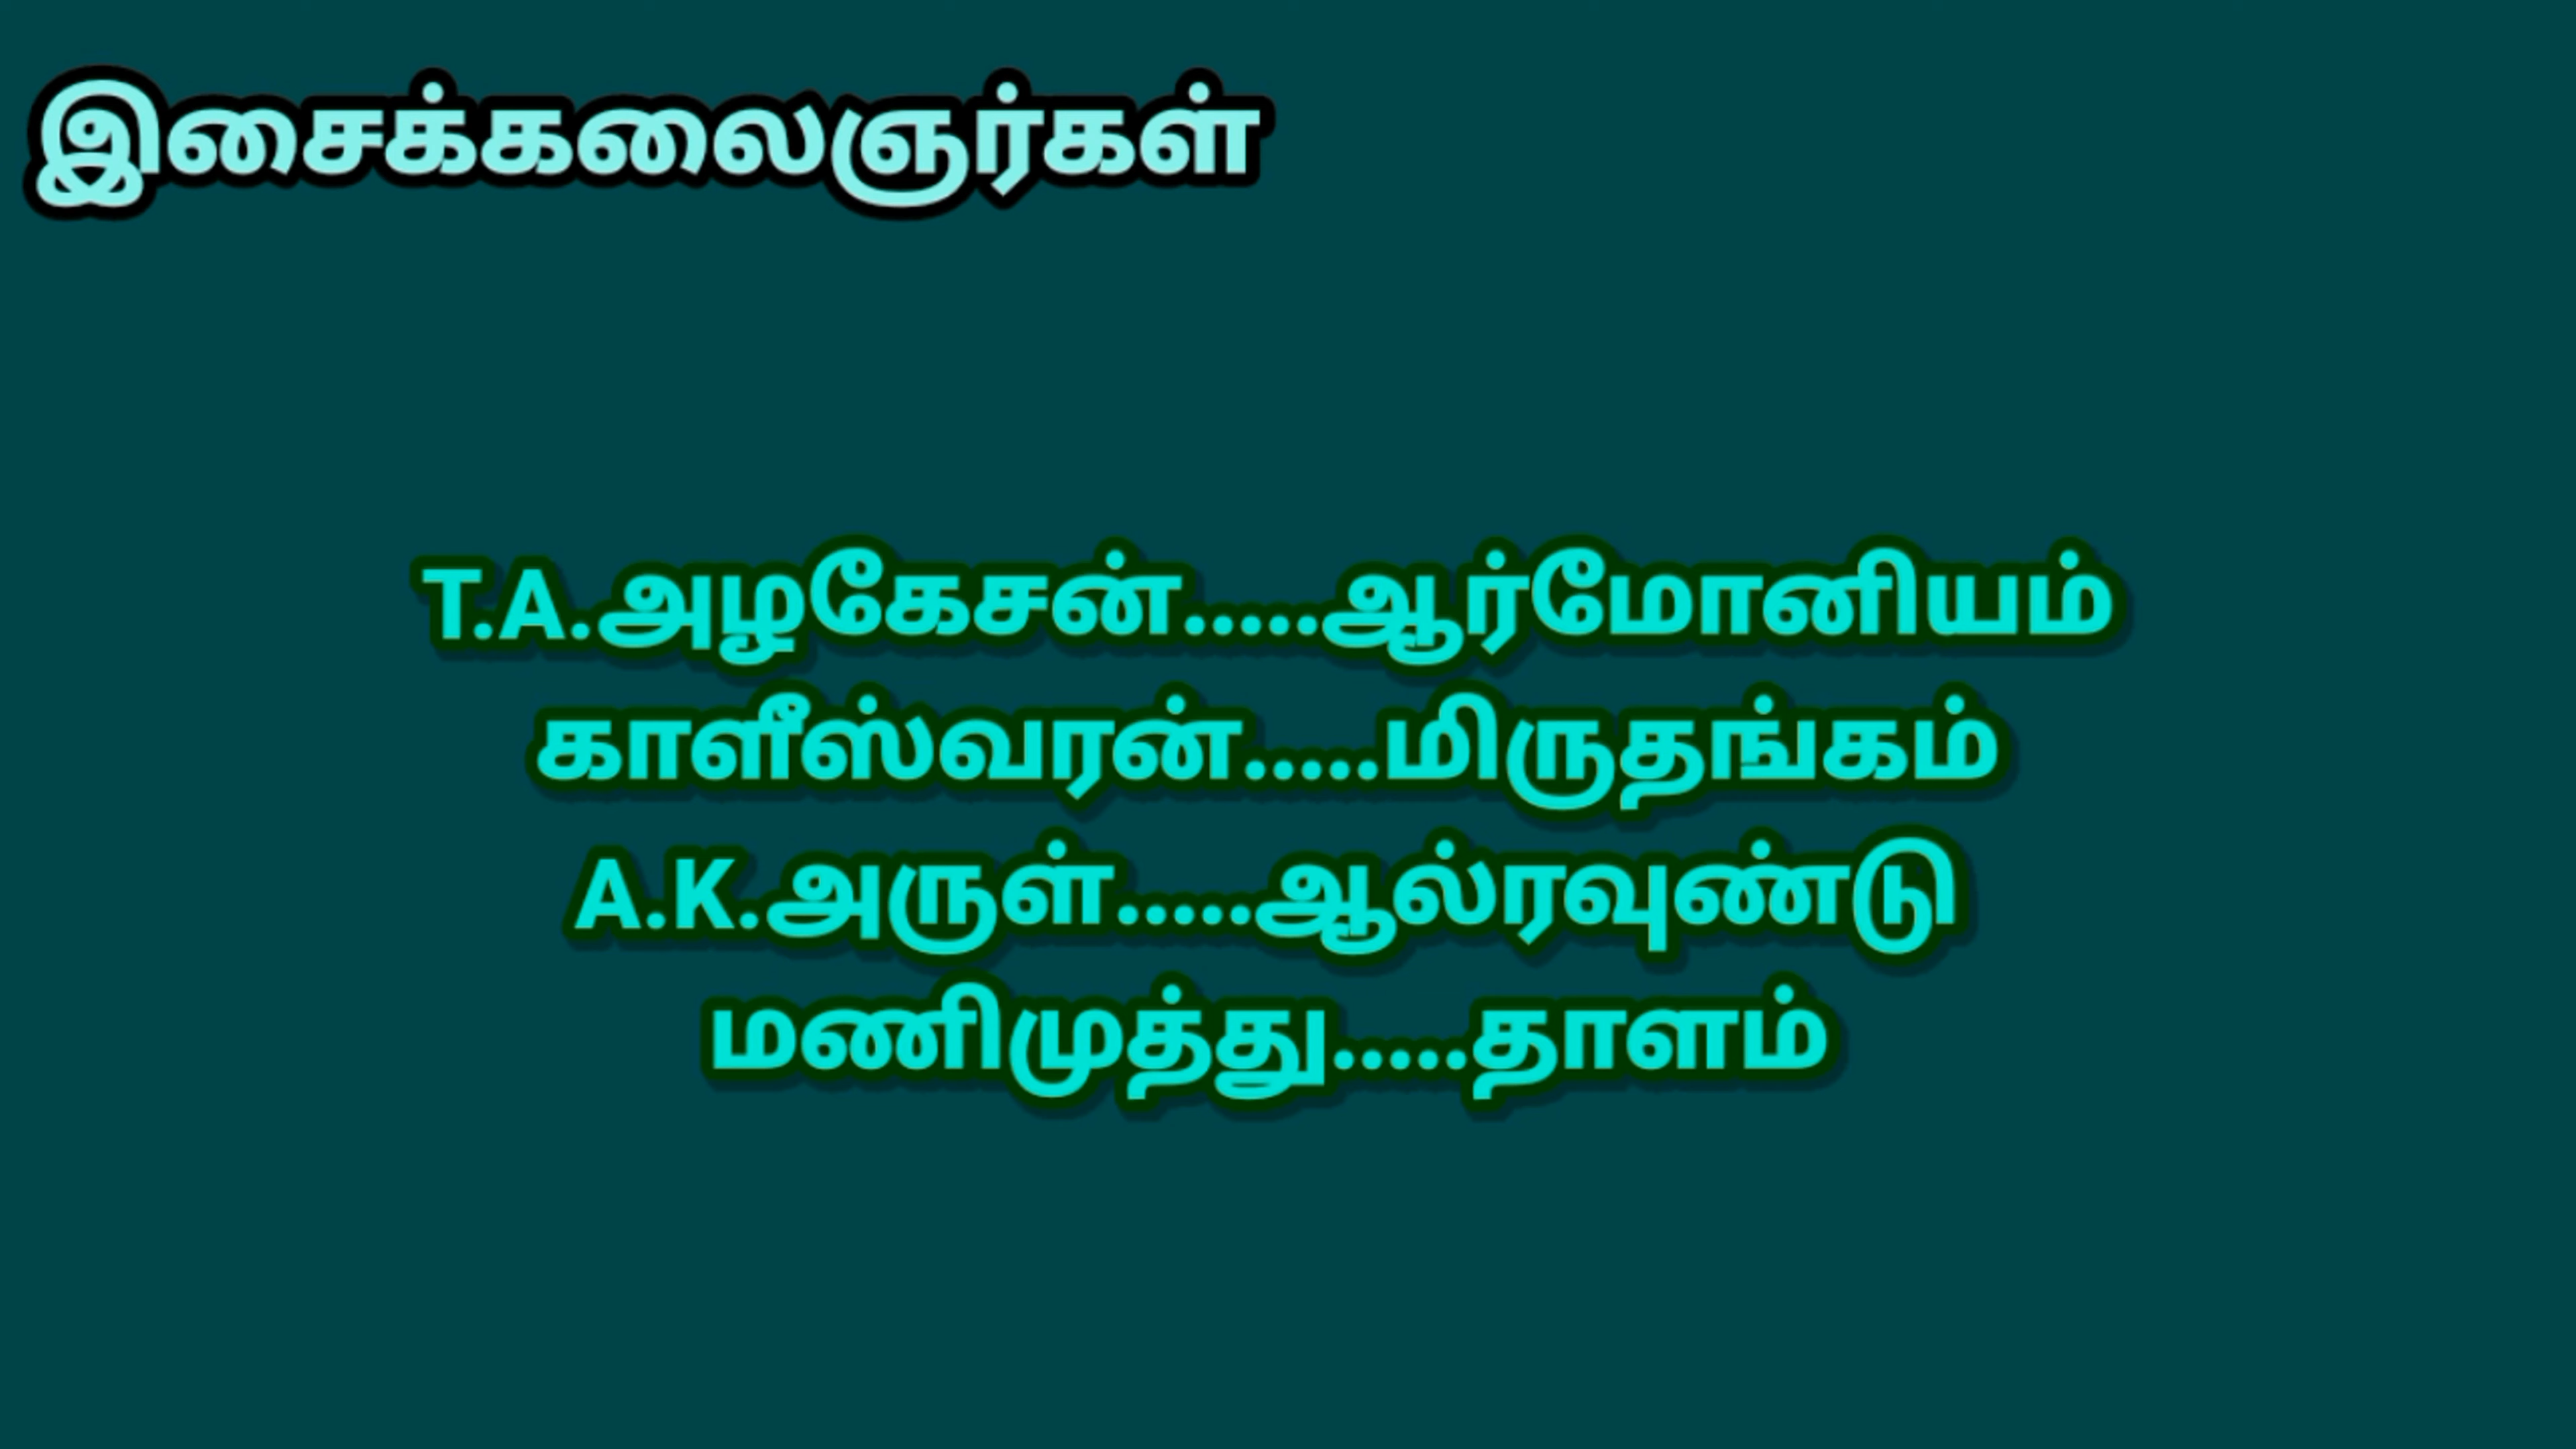 இசைக்கலைஞர்கள்
T.A.அழகேசன்.....ஆர்மோனியம்
காளீஸ்வரன்.....மிருதங்கம்
A.K.அருள்.....ஆல்ரவுண்டு
மணிமுத்து.....தாளம்